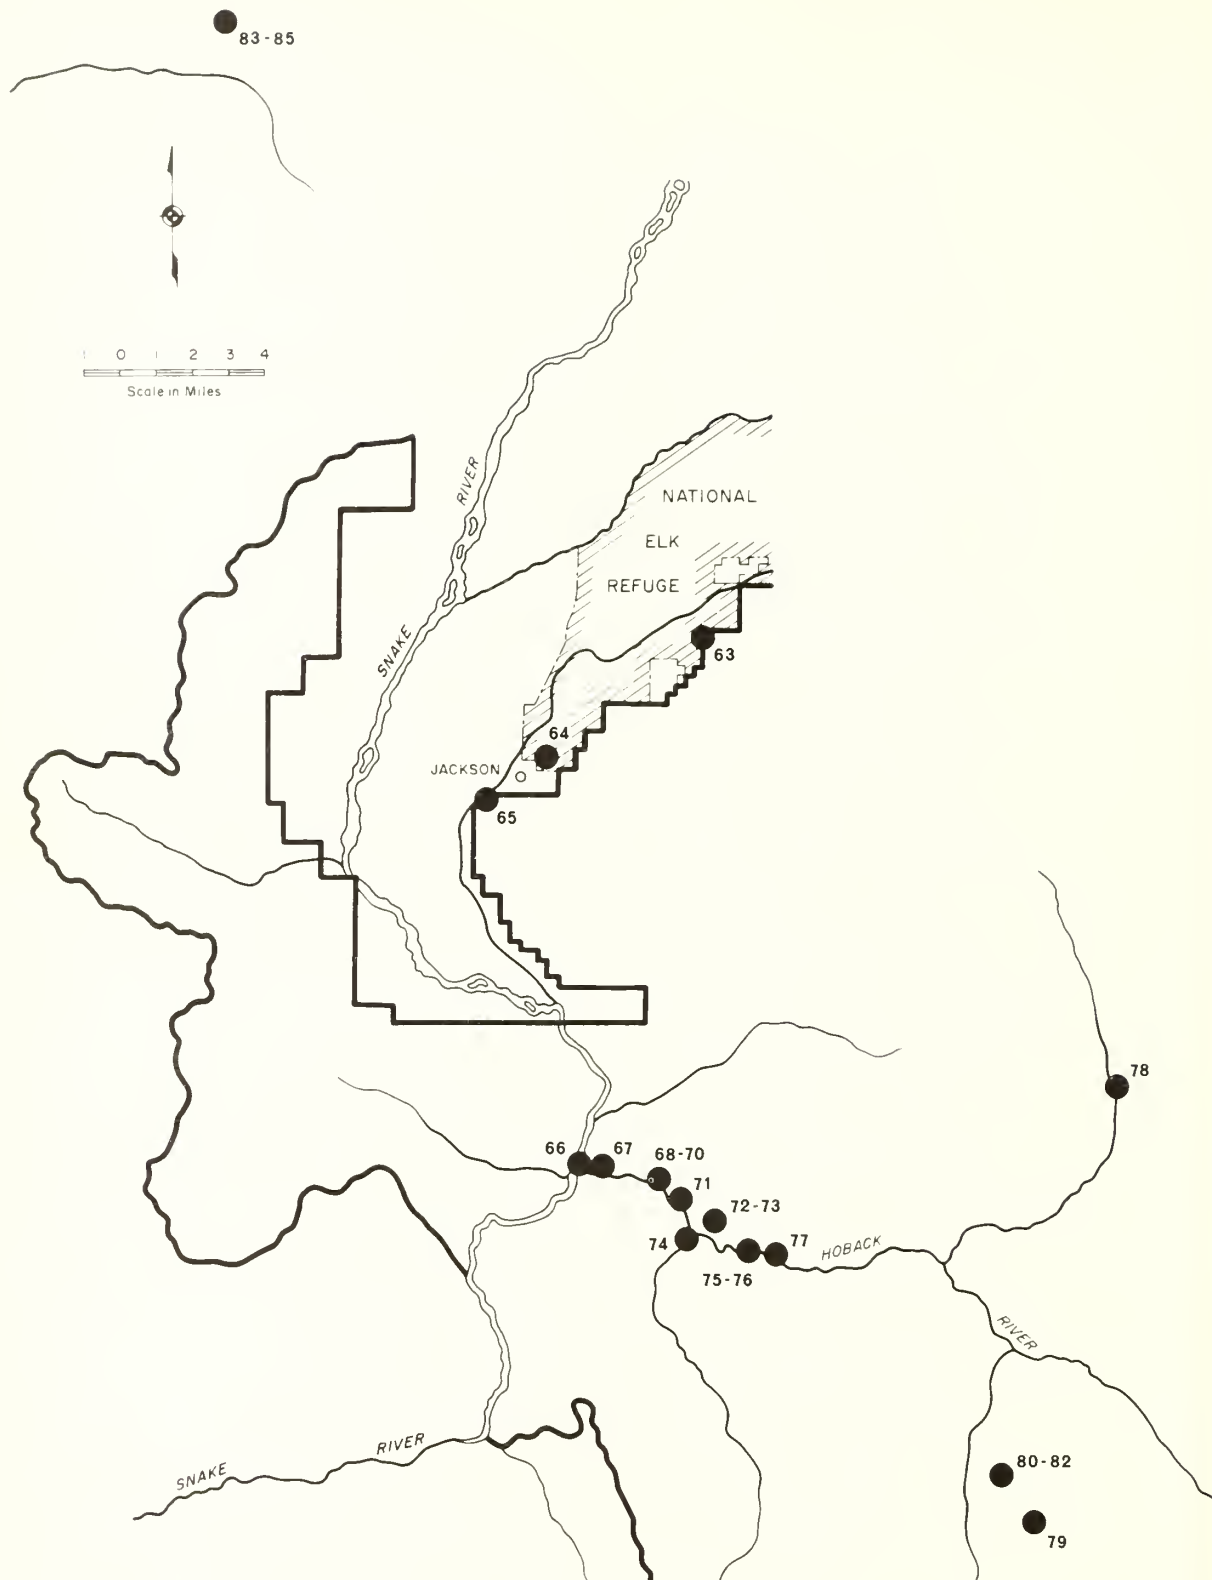 83-85
1 0 1 2 3 4
Scale in Miles
RIVER
NATIONAL
ELK
REFUGE
SNAKE
63
64
JACKSON
65
78
66
67
68-70
71
72-73
74
77
HOBACK
75-76
RIVER
RIVER
SNAKE
80-82
79